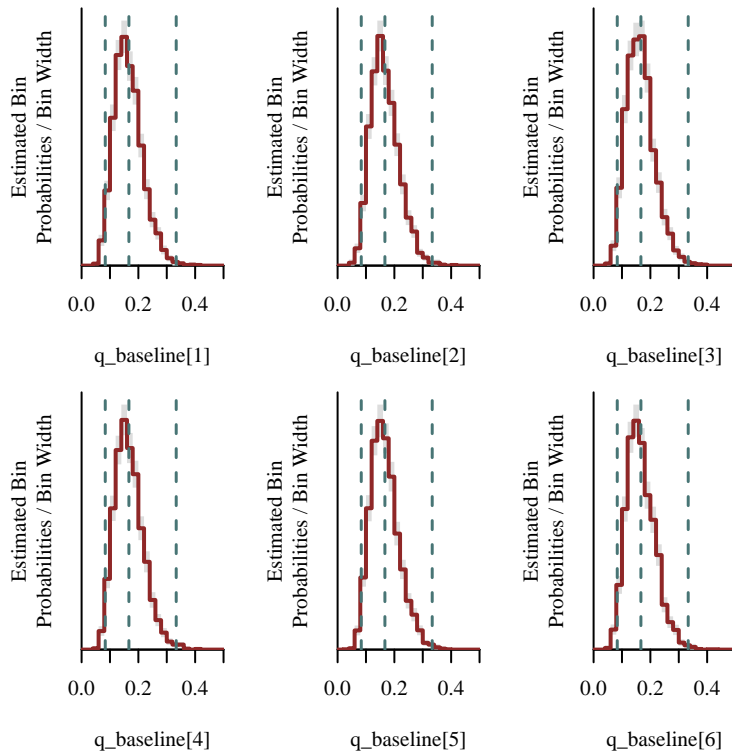 Estimated Bin
Probabilities / Bin Width
0.0 0.2 0.4
q_baseline[1]
Estimated Bin
Probabilities / Bin Width
0.0 0.2 0.4
q_baseline[2]
Estimated Bin
Probabilities / Bin Width
0.0 0.2 0.4
q_baseline[3]
Estimated Bin
Probabilities / Bin Width
0.0 0.2 0.4
q_baseline[4]
Estimated Bin
Probabilities / Bin Width
0.0 0.2 0.4
q_baseline[5]
Estimated Bin
Probabilities / Bin Width
0.0 0.2 0.4
q_baseline[6]